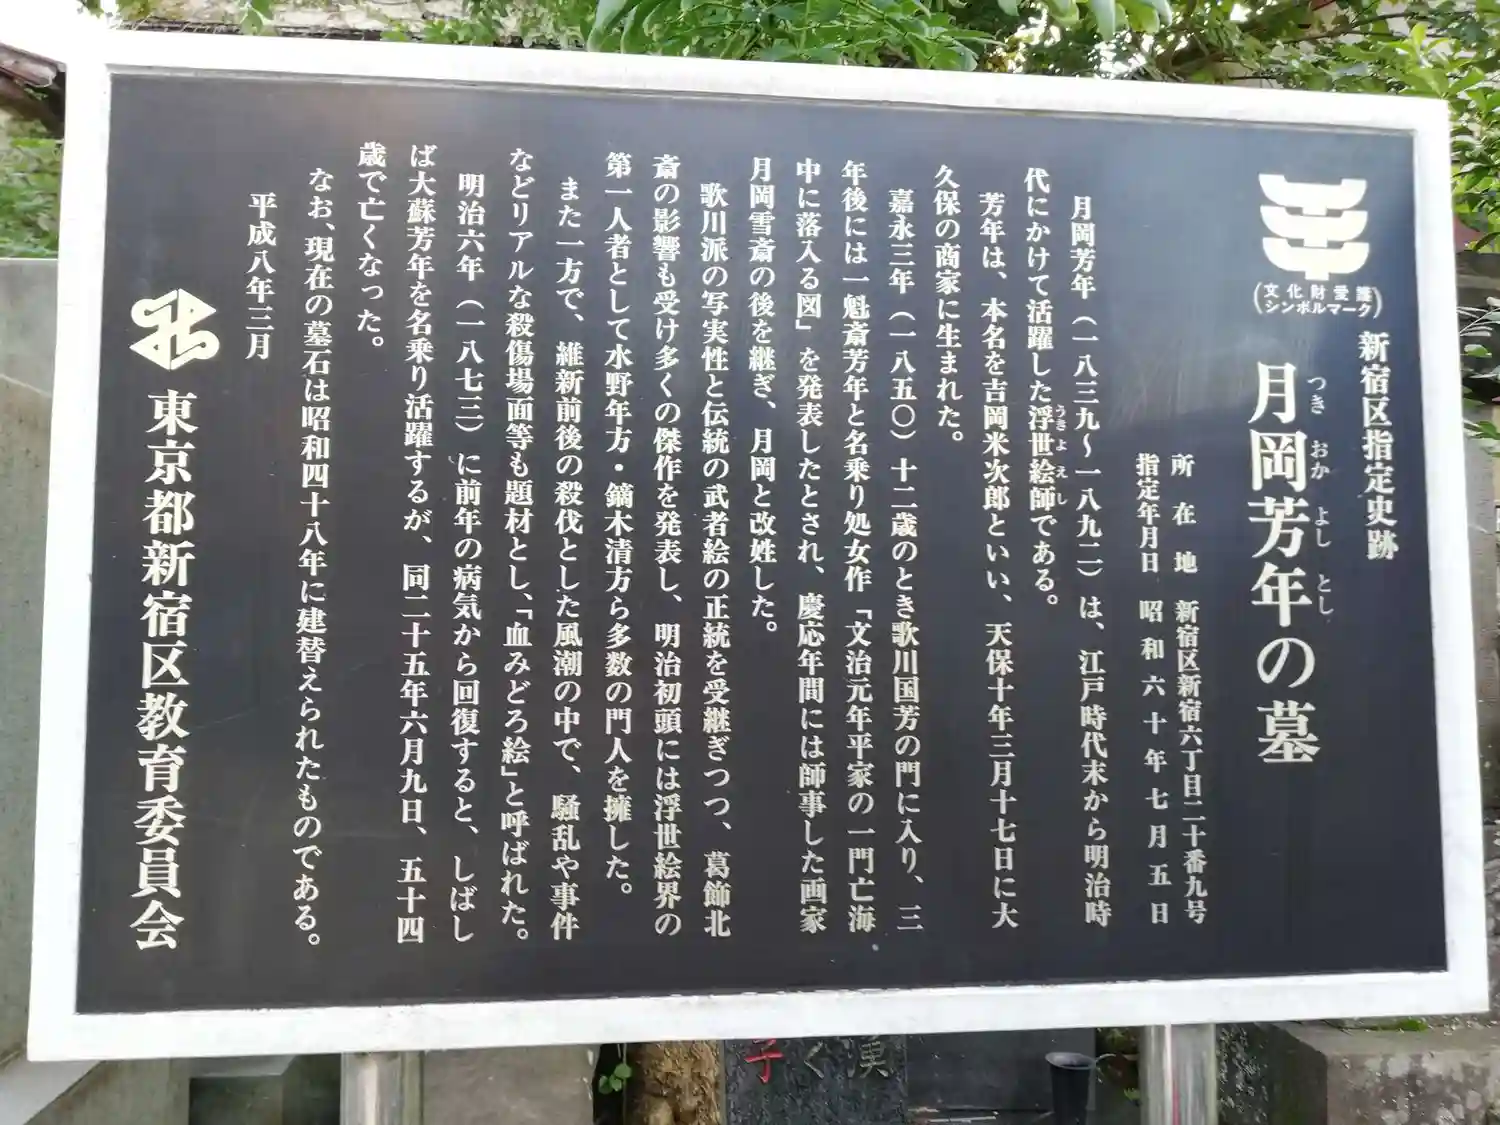 (文化財愛護
シンボルマーク)
新宿区指定史跡
つき おか よし とし
月岡芳年の墓
所在地 新宿区新宿六丁目二十番九号
指定年月日 昭和六十年七月五日
月岡芳年（一八三九～一八九二）は、江戸時代末から明治時
代にかけて活躍した浮世絵師である。
うきよえし
芳年は、本名を吉岡米次郎といい、天保十年三月十七日に大
久保の商家に生まれた。
嘉永三年（一八五〇）十二歳のとき歌川国芳の門に入り、三
年後には一魁斎芳年と名乗り処女作「文治元年平家の一門亡海
中に落入る図」を発表したとされ、慶応年間には師事した画家
月岡雪斎の後を継ぎ、月岡と改姓した。
歌川派の写実性と伝統の武者絵の正統を受継ぎつつ、葛飾北
斎の影響も受け多くの傑作を発表し、明治初頭には浮世絵界の
第一人者として水野年方・鏑木清方ら多数の門人を擁した。
また一方で、維新前後の殺伐とした風潮の中で、騒乱や事件
などリアルな殺傷場面等も題材とし、「血みどろ絵」と呼ばれた。
明治六年（一八七三）に前年の病気から回復すると、しばし
ば大蘇芳年を名乗り活躍するが、同二十五年六月九日、五十四
歳で亡くなった。
なお、現在の墓石は昭和四十八年に建替えられたものである。
平成八年三月
東京都新宿区教育委員会
漢
く
子